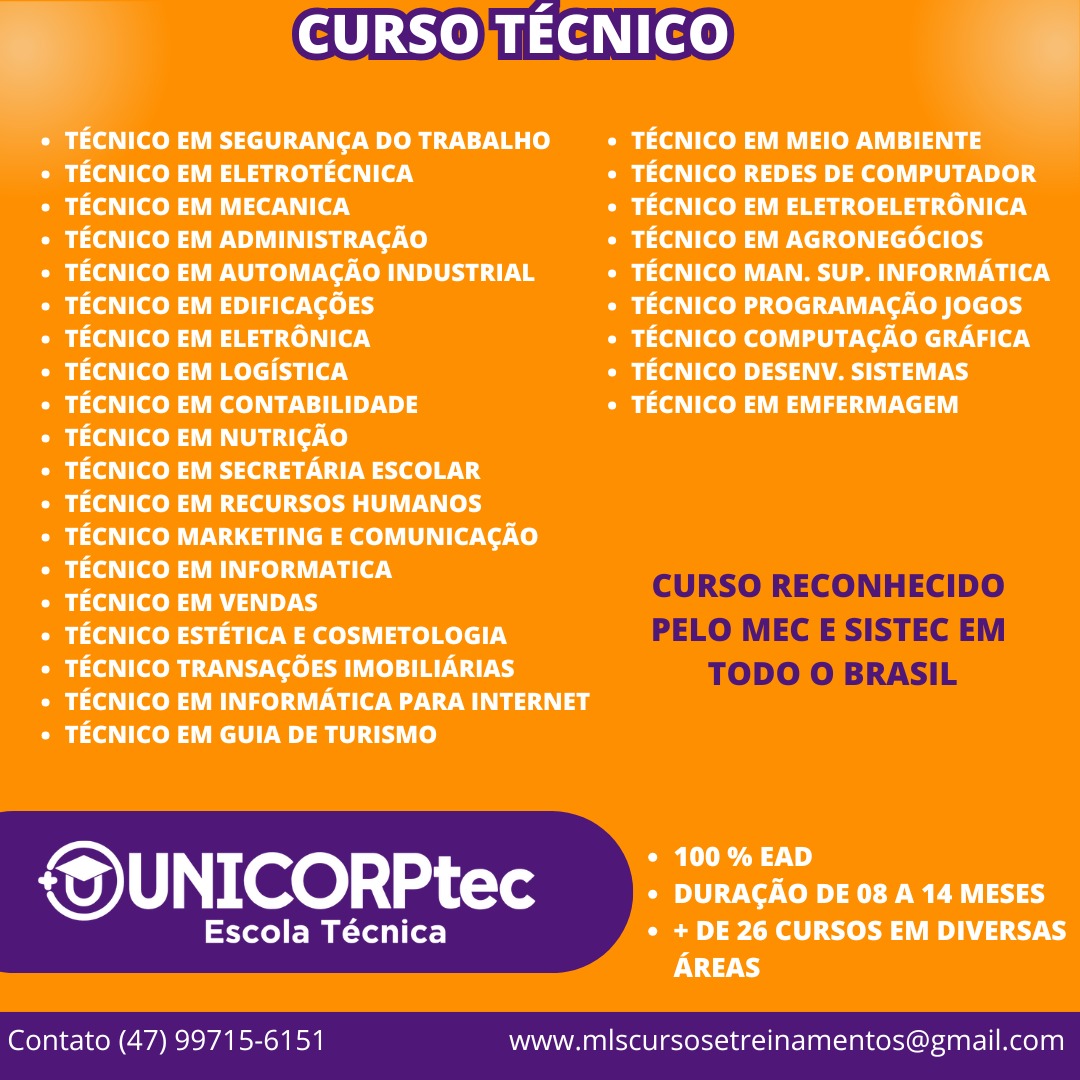 CURSO TÉCNICO
TÉCNICO EM SEGURANÇA DO TRABALHO
TÉCNICO EM ELETROTÉCNICA
TÉCNICO EM MECANICA
TÉCNICO EM ADMINISTRAÇÃO
TÉCNICO EM AUTOMAÇÃO INDUSTRIAL
TÉCNICO EM EDIFICAÇÕES
TÉCNICO EM ELETRÔNICA
TÉCNICO EM LOGÍSTICA
TÉCNICO EM CONTABILIDADE
TÉCNICO EM NUTRIÇÃO
TÉCNICO EM SECRETÁRIA ESCOLAR
TÉCNICO EM RECURSOS HUMANOS
TÉCNICO MARKETING E COMUNICAÇÃO
TÉCNICO EM INFORMATICA
TÉCNICO EM VENDAS
TÉCNICO ESTÉTICA E COSMETOLOGIA
TÉCNICO TRANSAÇÕES IMOBILIÁRIAS
TÉCNICO EM INFORMÁTICA PARA INTERNET
TÉCNICO EM GUIA DE TURISMO
TÉCNICO EM MEIO AMBIENTE
TÉCNICO REDES DE COMPUTADOR
TÉCNICO EM ELETROELETRÔNICA
TÉCNICO EM AGRONEGÓCIOS
TÉCNICO MAN. SUP. INFORMÁTICA
TÉCNICO PROGRAMAÇÃO JOGOS
TÉCNICO COMPUTAÇÃO GRÁFICA
TÉCNICO DESENV. SISTEMAS
TÉCNICO EM EMFERMAGEM
CURSO RECONHECIDO
PELO MEC E SISTEC EM
TODO O BRASIL
UNICORPtec
Escola Técnica
100 % EAD
DURAÇÃO DE 08 A 14 MESES
+ DE 26 CURSOS EM DIVERSAS
ÁREAS
Contato (47) 99715-6151
www.mlscursosetreinamentos@gmail.com